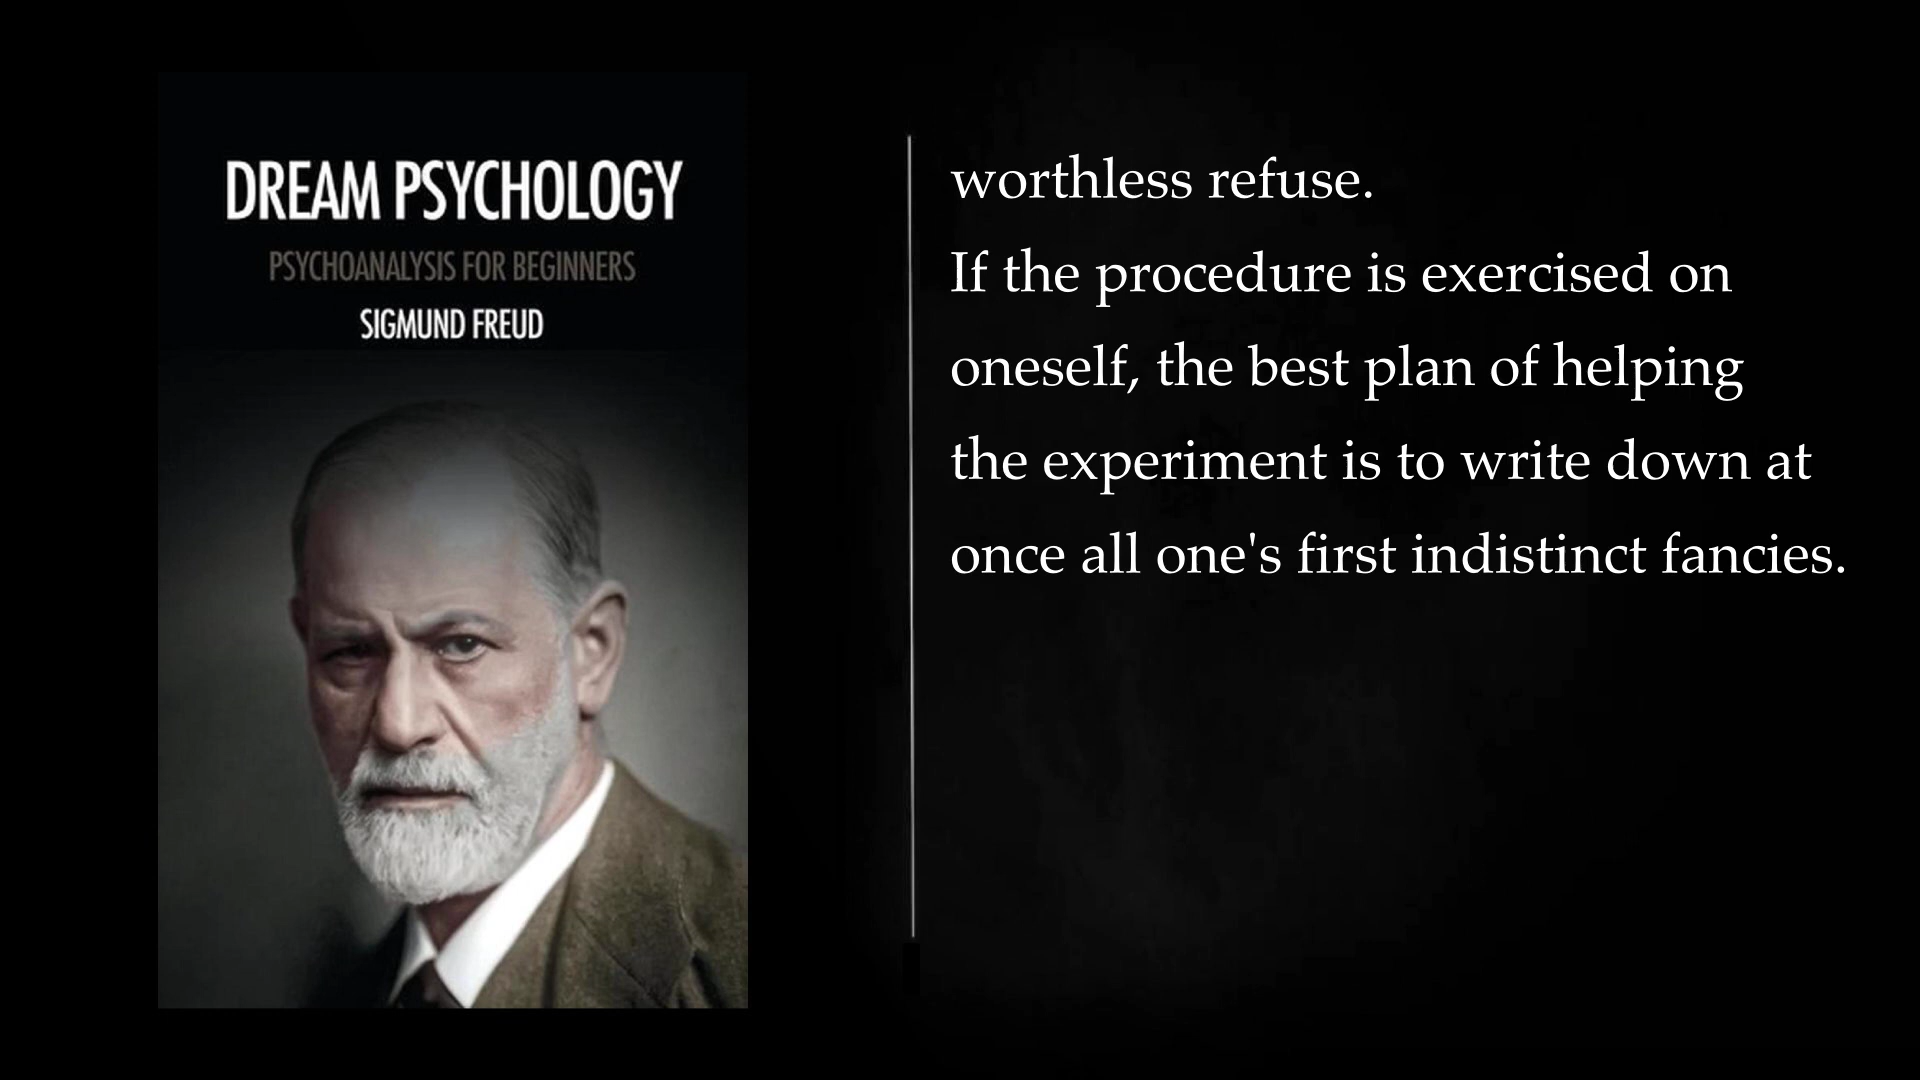 DREAM PSYCHOLOGY
PSYCHOANALYSIS FOR BEGINNERS
SIGMUND FREUD
worthless refuse.
If the procedure is exercised on
oneself, the best plan of helping
the experiment is to write down at
once all one's first indistinct fancies.